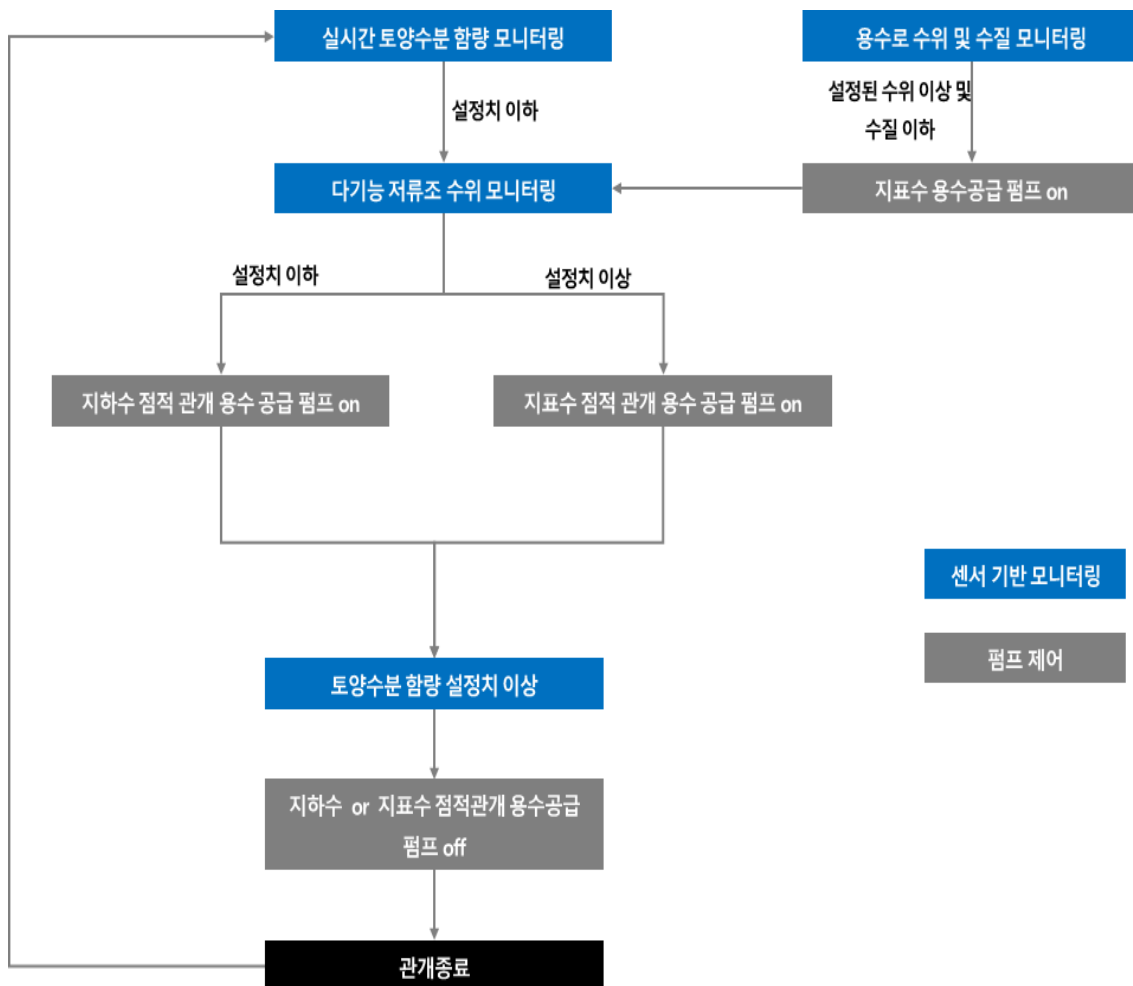 실시간 토양수분 함량 모니터링
용수로 수위 및 수질 모니터링
설정치 이하
설정된 수위 이상 및
수질 이하
다기능 저류조 수위 모니터링
지표수 용수공급 펌프 on
설정치 이하
설정치 이상
지하수 점적 관개 용수 공급 펌프 on
지표수 점적 관개 용수 공급 펌프 on
센서 기반 모니터링
펌프 제어
토양수분 함량 설정치 이상
지하수 or 지표수 점적관개 용수공급
펌프 off
관개종료